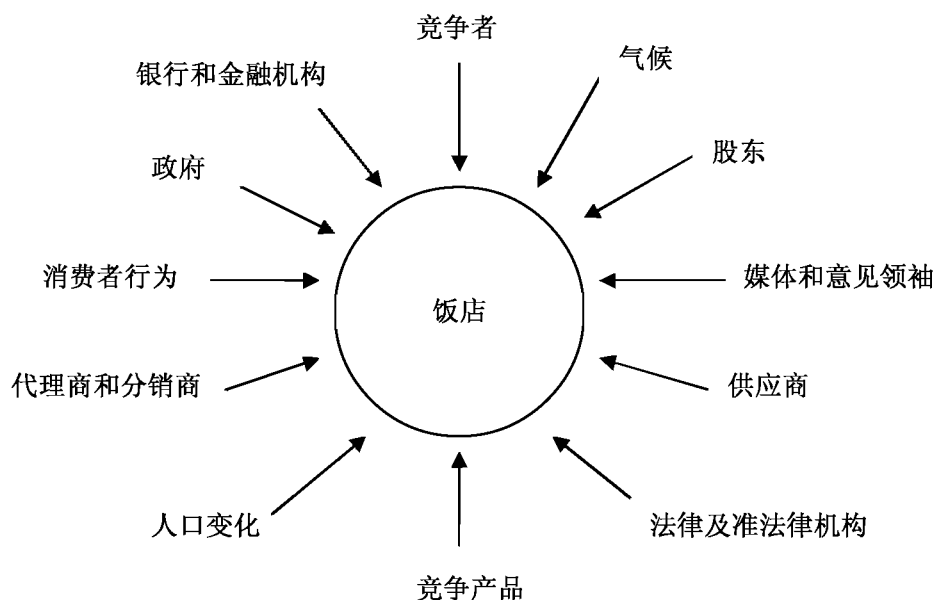 竞争者
气候
银行和金融机构
股东
政府
消费者行为
媒体和意见领袖
饭店
代理商和分销商
供应商
人口变化
法律及准法律机构
竞争产品